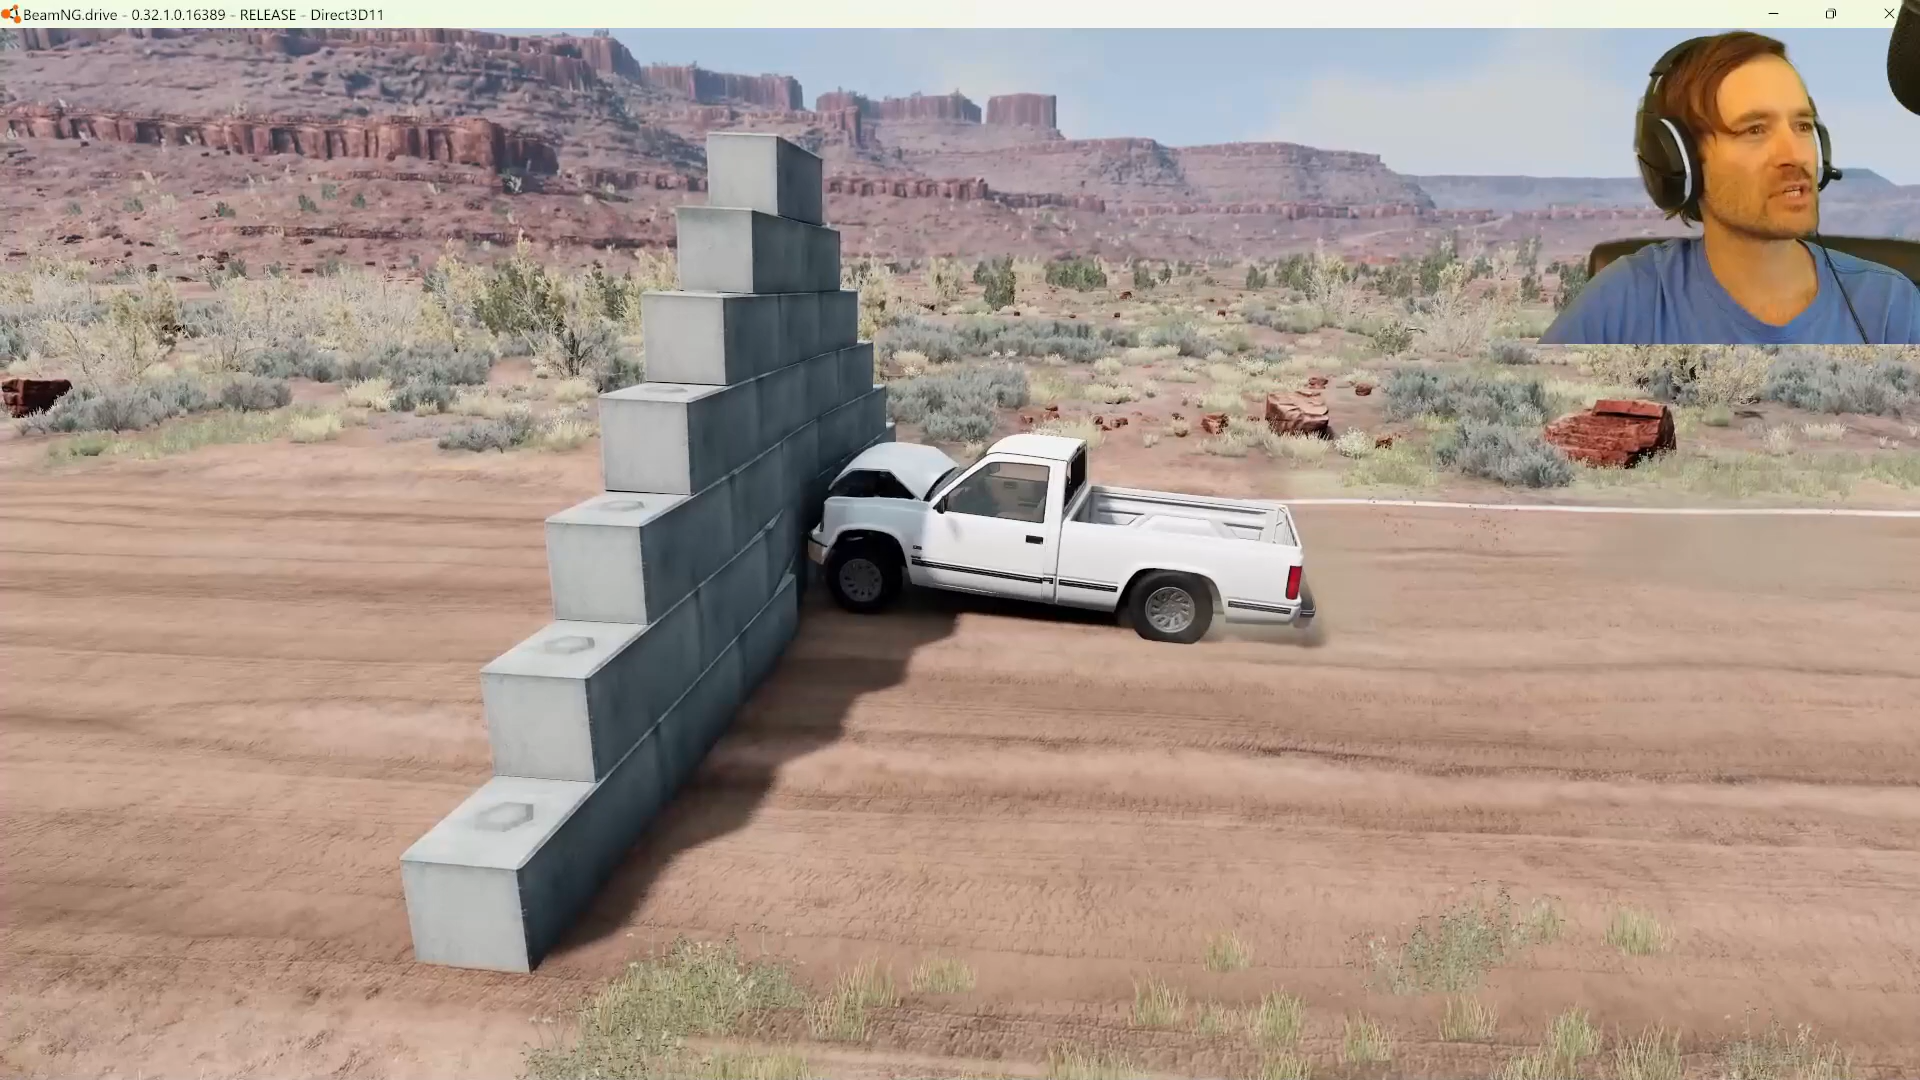 BeamNG.drive - 0.32.1.0.16389 - RELEASE - Direct3D11